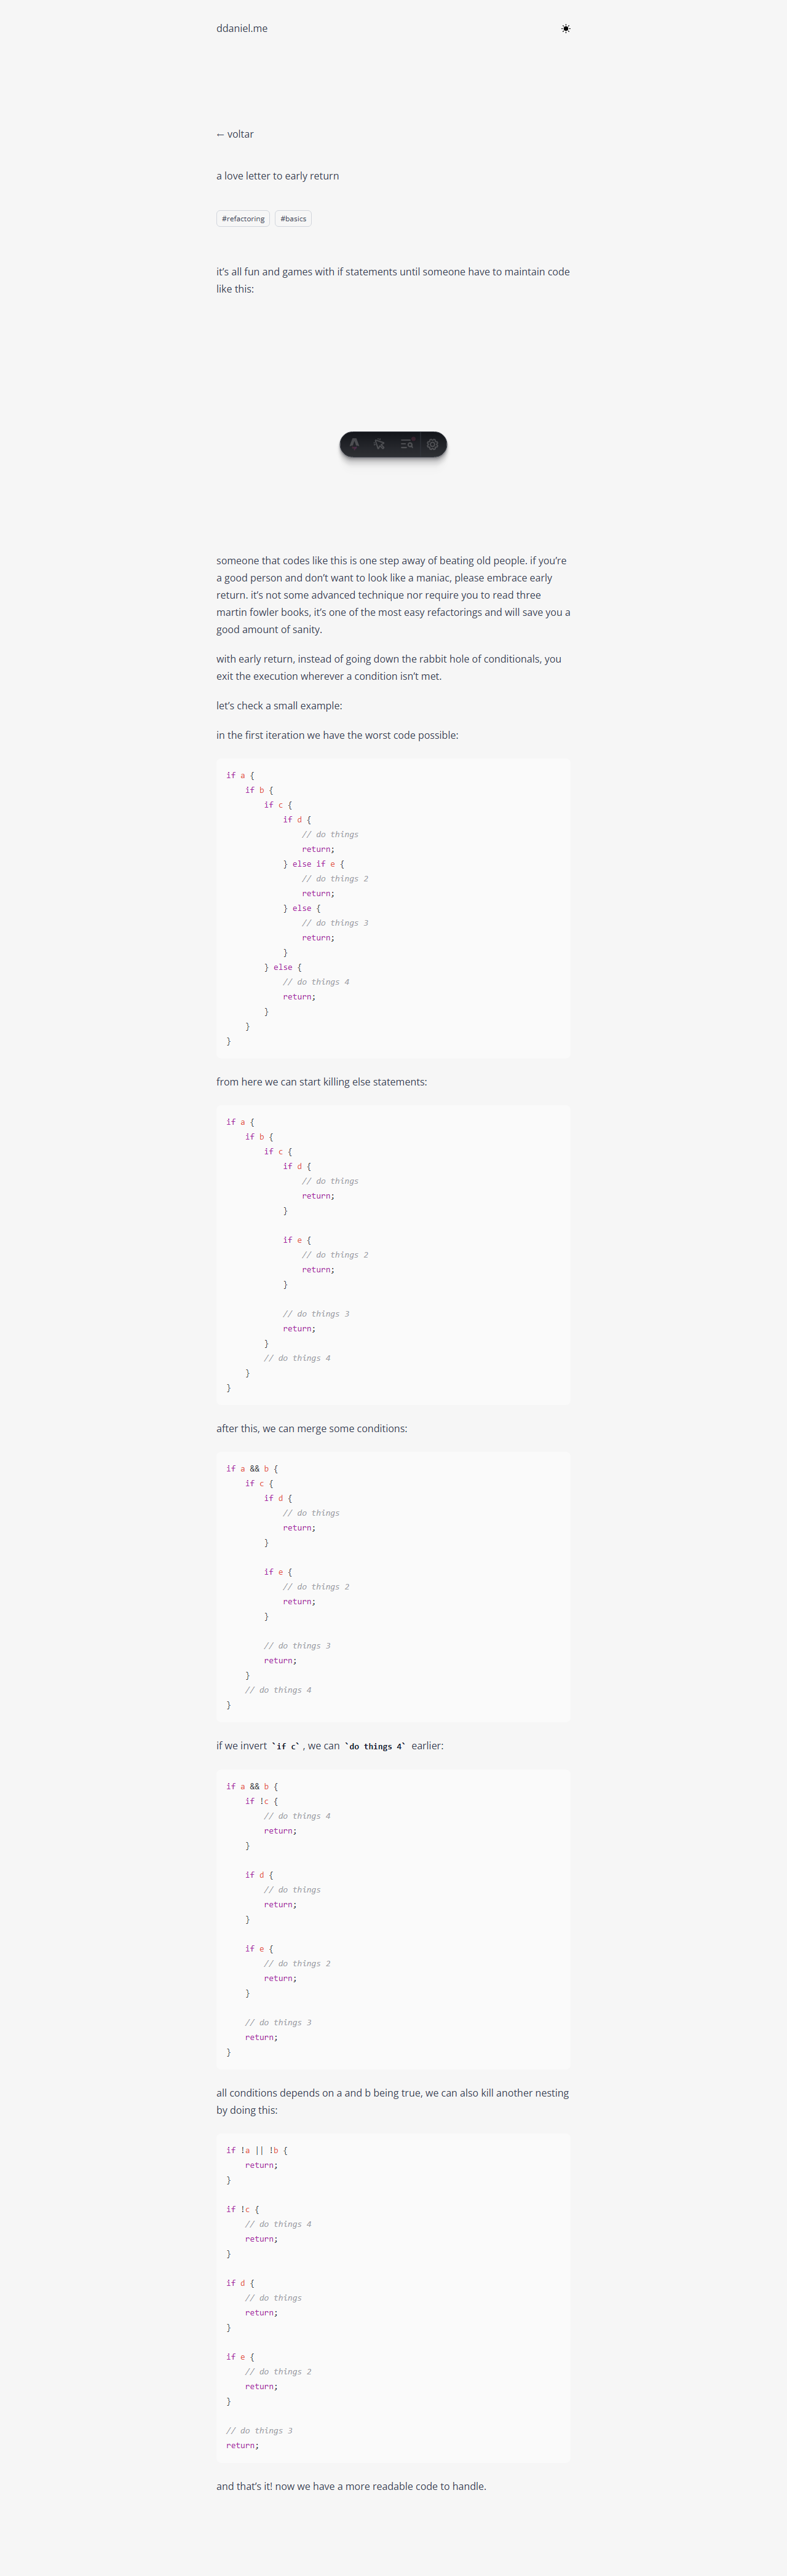 ddaniel.me
← voltar
a love letter to early return
#refactoring #basics
it’s all fun and games with if statements until someone have to maintain code
like this:
someone that codes like this is one step away of beating old people. if you’re
a good person and don’t want to look like a maniac, please embrace early
return. it’s not some advanced technique nor require you to read three
martin fowler books, it’s one of the most easy refactorings and will save you a
good amount of sanity.
with early return, instead of going down the rabbit hole of conditionals, you
exit the execution wherever a condition isn’t met.
let’s check a small example:
in the first iteration we have the worst code possible:
if a {
    if b {
        if c {
            if d {
                // do things
                return;
            } else if e {
                // do things 2
                return;
            } else {
                // do things 3
                return;
            }
        } else {
            // do things 4
            return;
        }
    }
}
from here we can start killing else statements:
if a {
    if b {
        if c {
            if d {
                // do things
                return;
            }
            if e {
                // do things 2
                return;
            }
            // do things 3
            return;
        }
        // do things 4
    }
}
after this, we can merge some conditions:
if a && b {
    if c {
        if d {
            // do things
            return;
        }
        if e {
            // do things 2
            return;
        }
        // do things 3
        return;
    }
    // do things 4
}
if we invert `if c` , we can `do things 4` earlier:
if a && b {
    if !c {
        // do things 4
        return;
    }
    if d {
        // do things
        return;
    }
    if e {
        // do things 2
        return;
    }
    // do things 3
    return;
}
all conditions depends on a and b being true, we can also kill another nesting
by doing this:
if !a || !b {
    return;
}
if !c {
    // do things 4
    return;
}
if d {
    // do things
    return;
}
if e {
    // do things 2
    return;
}
// do things 3
return;
and that’s it! now we have a more readable code to handle.